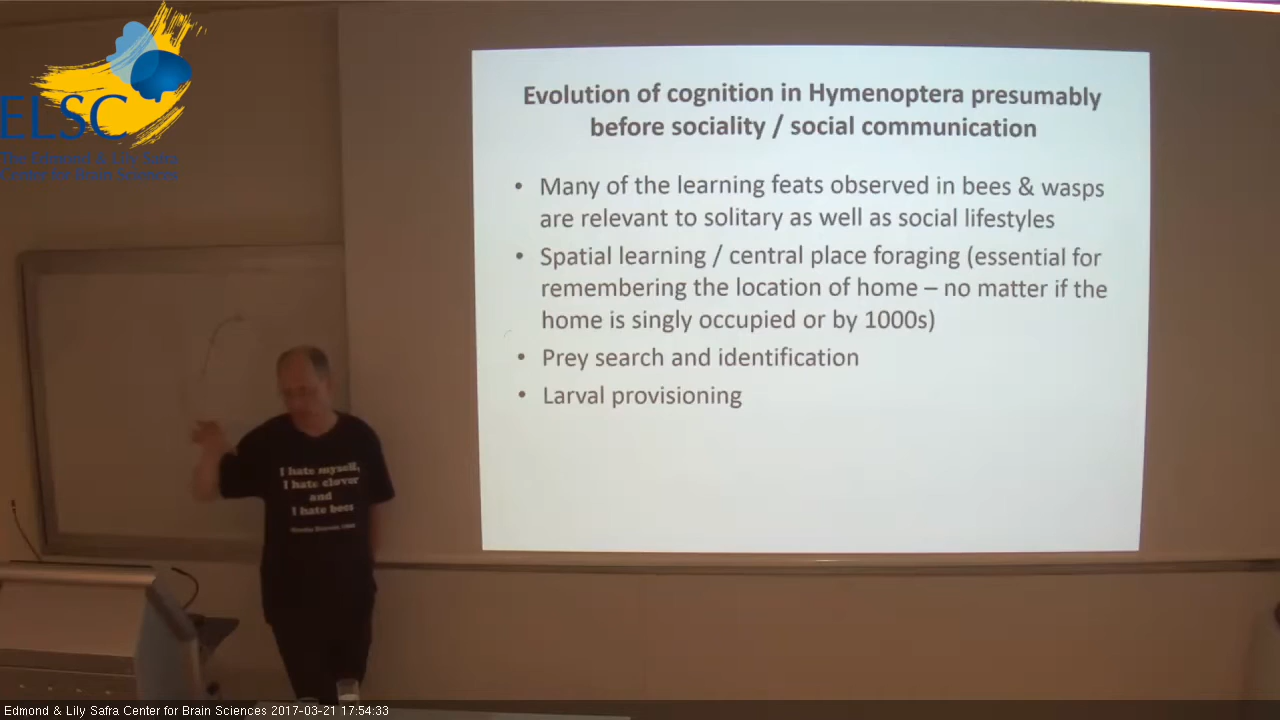 ELSC
The Edmond & Lily Safra
Center for Brain Sciences
Evolution of cognition in Hymenoptera presumably
before sociality / social communication
• Many of the learning feats observed in bees & wasps
are relevant to solitary as well as social lifestyles
• Spatial learning / central place foraging (essential for
remembering the location of home – no matter if the
home is singly occupied or by 1000s)
• Prey search and identification
• Larval provisioning
I hate myself,
I hate clover
and
I hate bees
Edmond & Lily Safra Center for Brain Sciences 2017-03-21 17:54:33